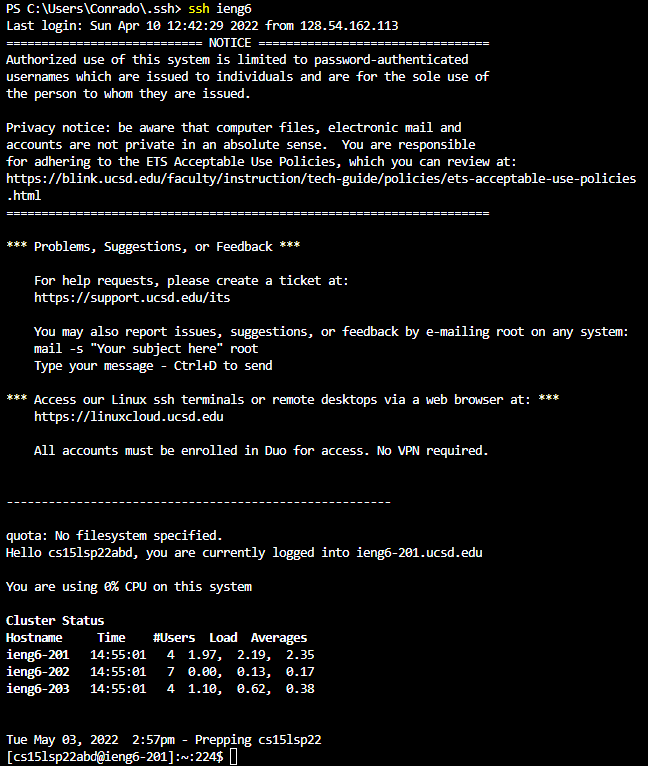 PS C:\Users\Conrado\.ssh> ssh ieng6
Last login: Sun Apr 10 12:42:29 2022 from 128.54.162.113
============================ NOTICE =================================
Authorized use of this system is limited to password-authenticated
usernames which are issued to individuals and are for the sole use of
the person to whom they are issued.

Privacy notice: be aware that computer files, electronic mail and
accounts are not private in an absolute sense.  You are responsible
for adhering to the ETS Acceptable Use Policies, which you can review at:
https://blink.ucsd.edu/faculty/instruction/tech-guide/policies/ets-acceptable-use-policies
.html
=====================================================================

*** Problems, Suggestions, or Feedback ***

    For help requests, please create a ticket at:
    https://support.ucsd.edu/its

    You may also report issues, suggestions, or feedback by e-mailing root on any system:
    mail -s "Your subject here" root
    Type your message - Ctrl+D to send

*** Access our Linux ssh terminals or remote desktops via a web browser at: ***
    https://linuxcloud.ucsd.edu

    All accounts must be enrolled in Duo for access. No VPN required.


-------------------------------------------------------

quota: No filesystem specified.
Hello cs15lsp22abd, you are currently logged into ieng6-201.ucsd.edu

You are using 0% CPU on this system

Cluster Status
Hostname     Time    #Users  Load  Averages
ieng6-201   14:55:01   4  1.97,  2.19,  2.35
ieng6-202   14:55:01   7  0.00,  0.13,  0.17
ieng6-203   14:55:01   4  1.10,  0.62,  0.38


Tue May 03, 2022  2:57pm - Prepping cs15lsp22
[cs15lsp22abd@ieng6-201]:~:224$